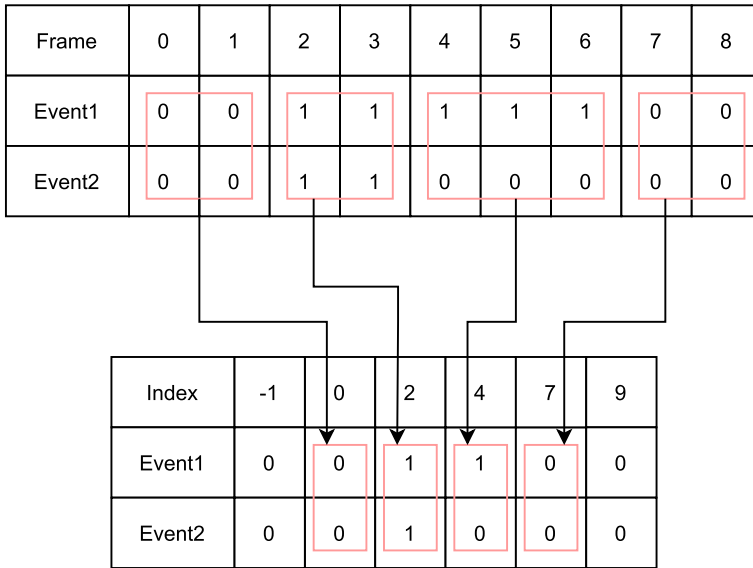 Frame 0 1 2 3 4 5 6 7 8
Event1 0 0 1 1 1 1 1 0 0
Event2 0 0 1 1 0 0 0 0 0
Index -1 0 2 4 7 9
Event1 0 0 1 1 0 0
Event2 0 0 1 0 0 0